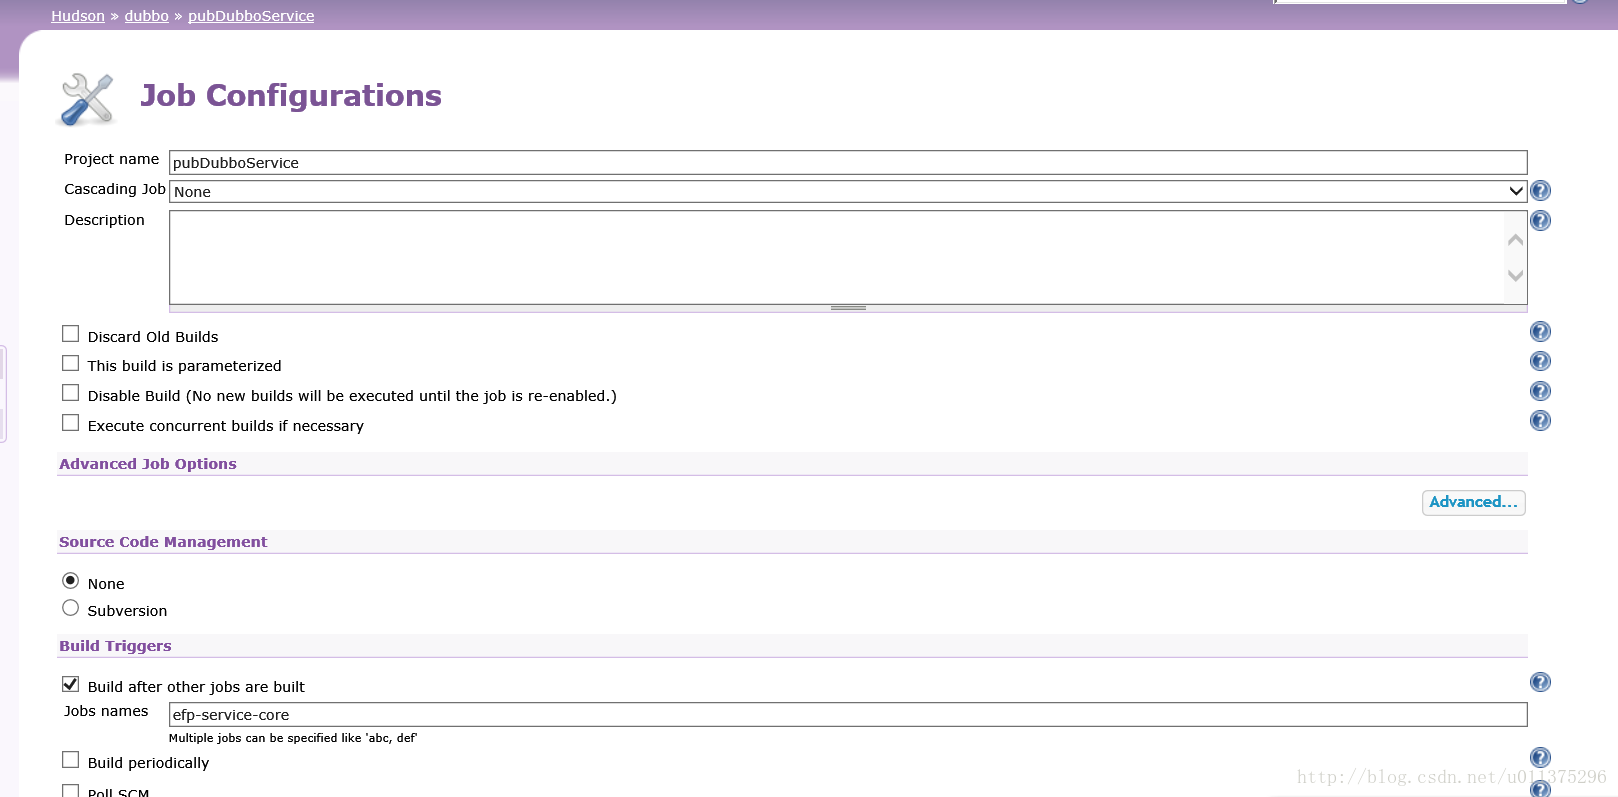 Hudson » dubbo » pubDubboService
Job Configurations
Project name pubDubboService
Cascading Job None
Description
Discard Old Builds
This build is parameterized
Disable Build (No new builds will be executed until the job is re-enabled.)
Execute concurrent builds if necessary
Advanced Job Options
Advanced...
Source Code Management
None
Subversion
Build Triggers
Build after other jobs are built
Jobs names efp-service-core
Multiple jobs can be specified like 'abc, def'
Build periodically
http://blog.csdn.net/u011375296
Poll SCM